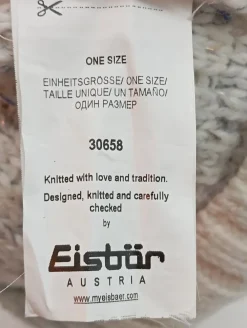 ONE SIZE
EINHEITSGRÖSSE/ ONE SIZE/
TAILLE UNIQUE/ UN TAMAÑO/
ОДИН РАЗМЕР
30658
Knitted with love and tradition.
Designed, knitted and carefully
checked
by
Eisbär
AUSTRIA
www.myeisbaer.com